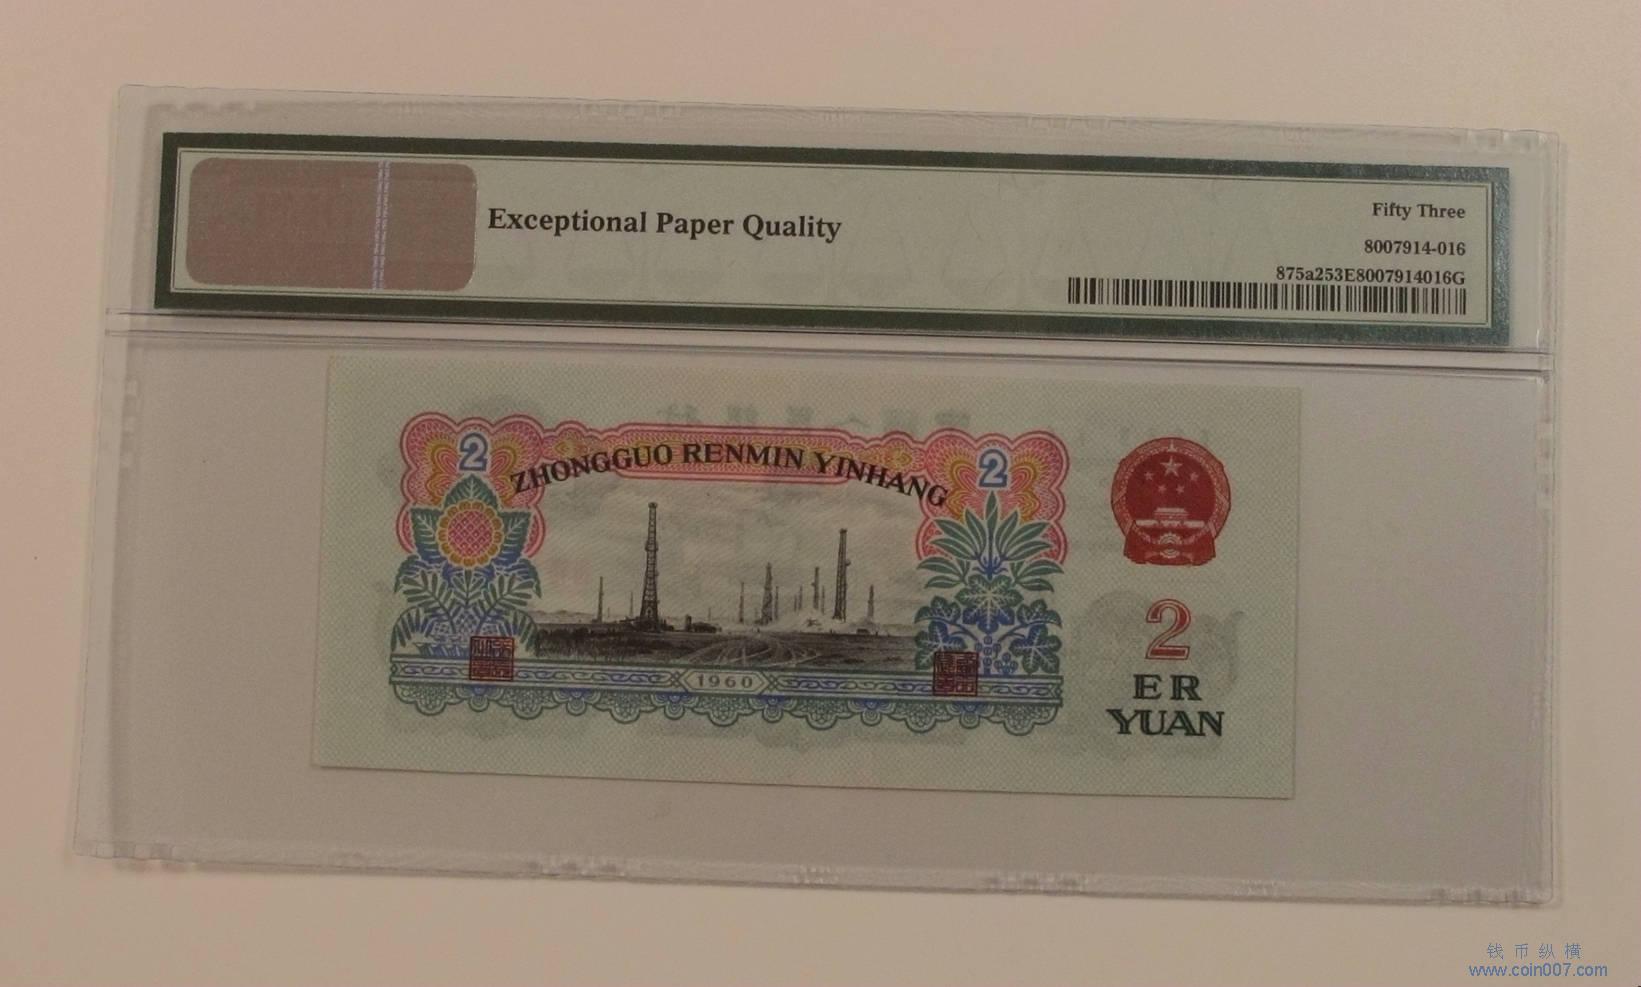 Exceptional Paper Quality
Fifty Three
8007914-016
875a253E8007914016G
2
ZHONGGUO RENMIN YINHANG
2
1960
2
ER
YUAN
钱币纵横
www.coin007.com